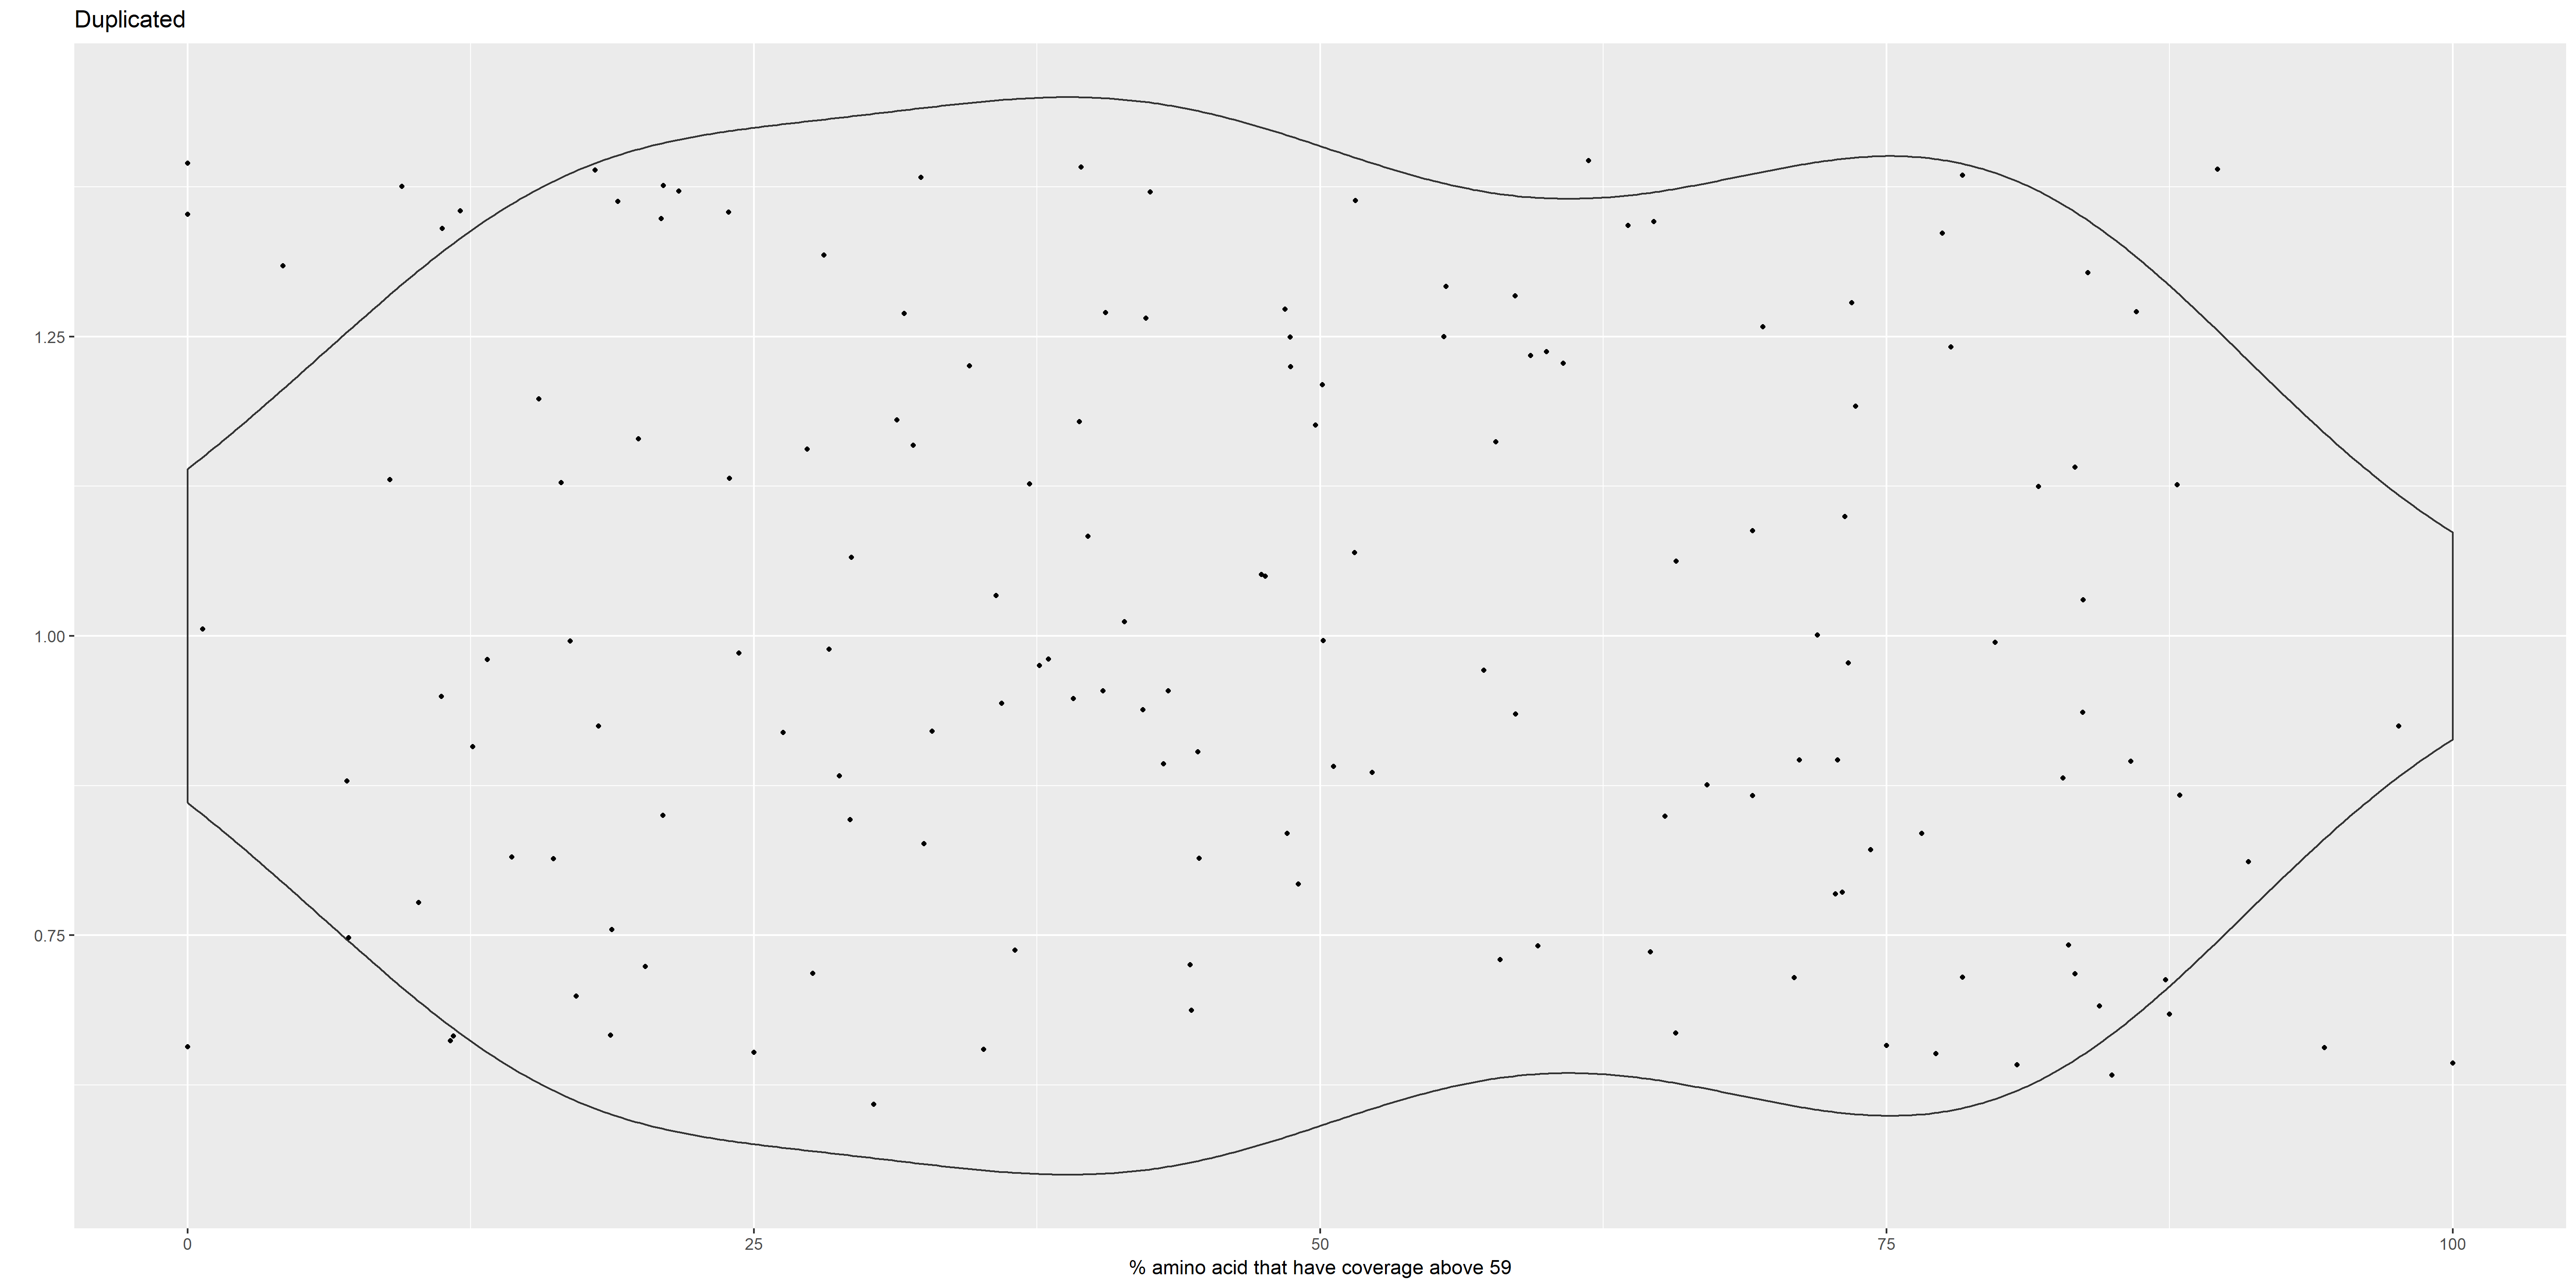 Duplicated
1.25
1.00
0.75
0 25 50 75 100
% amino acid that have coverage above 59